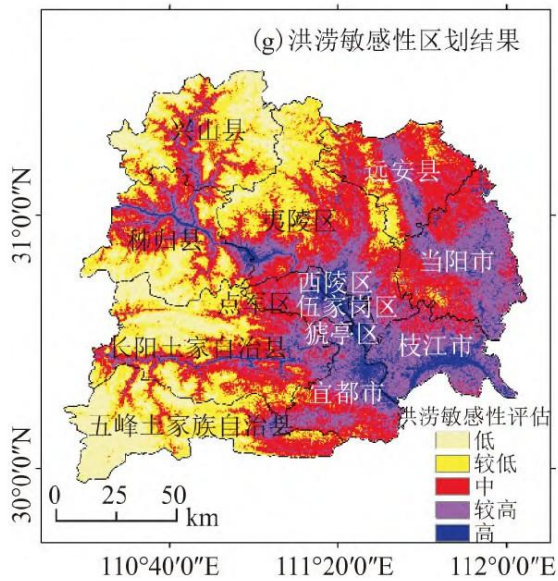 (g) 洪涝敏感性区划结果
兴山县
远安县
31°0′0″N
夷陵区
秭归县
当阳市
西陵区
点军区
伍家岗区
猇亭区
枝江市
长阳土家自治县
宜都市
五峰土家族自治县
洪涝敏感性评估
低
较低
中
较高
高
30°0′0″N
0 25 50
km
110°40′0″E 111°20′0″E 112°0′0″E